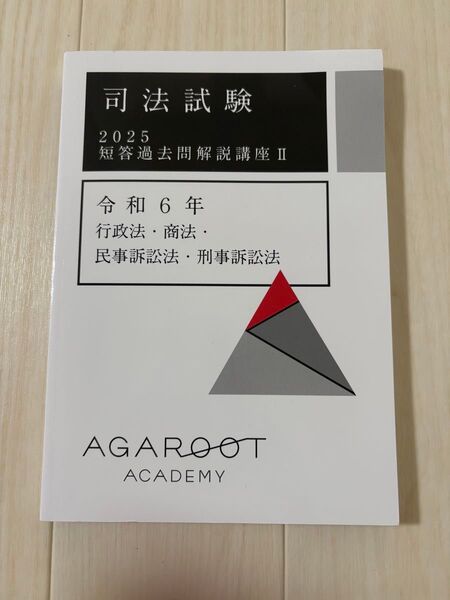 司法試験
2025
短答過去問解説講座Ⅱ
令和6年
行政法・商法・
民事訴訟法・刑事訴訟法
AGAROOT
ACADEMY